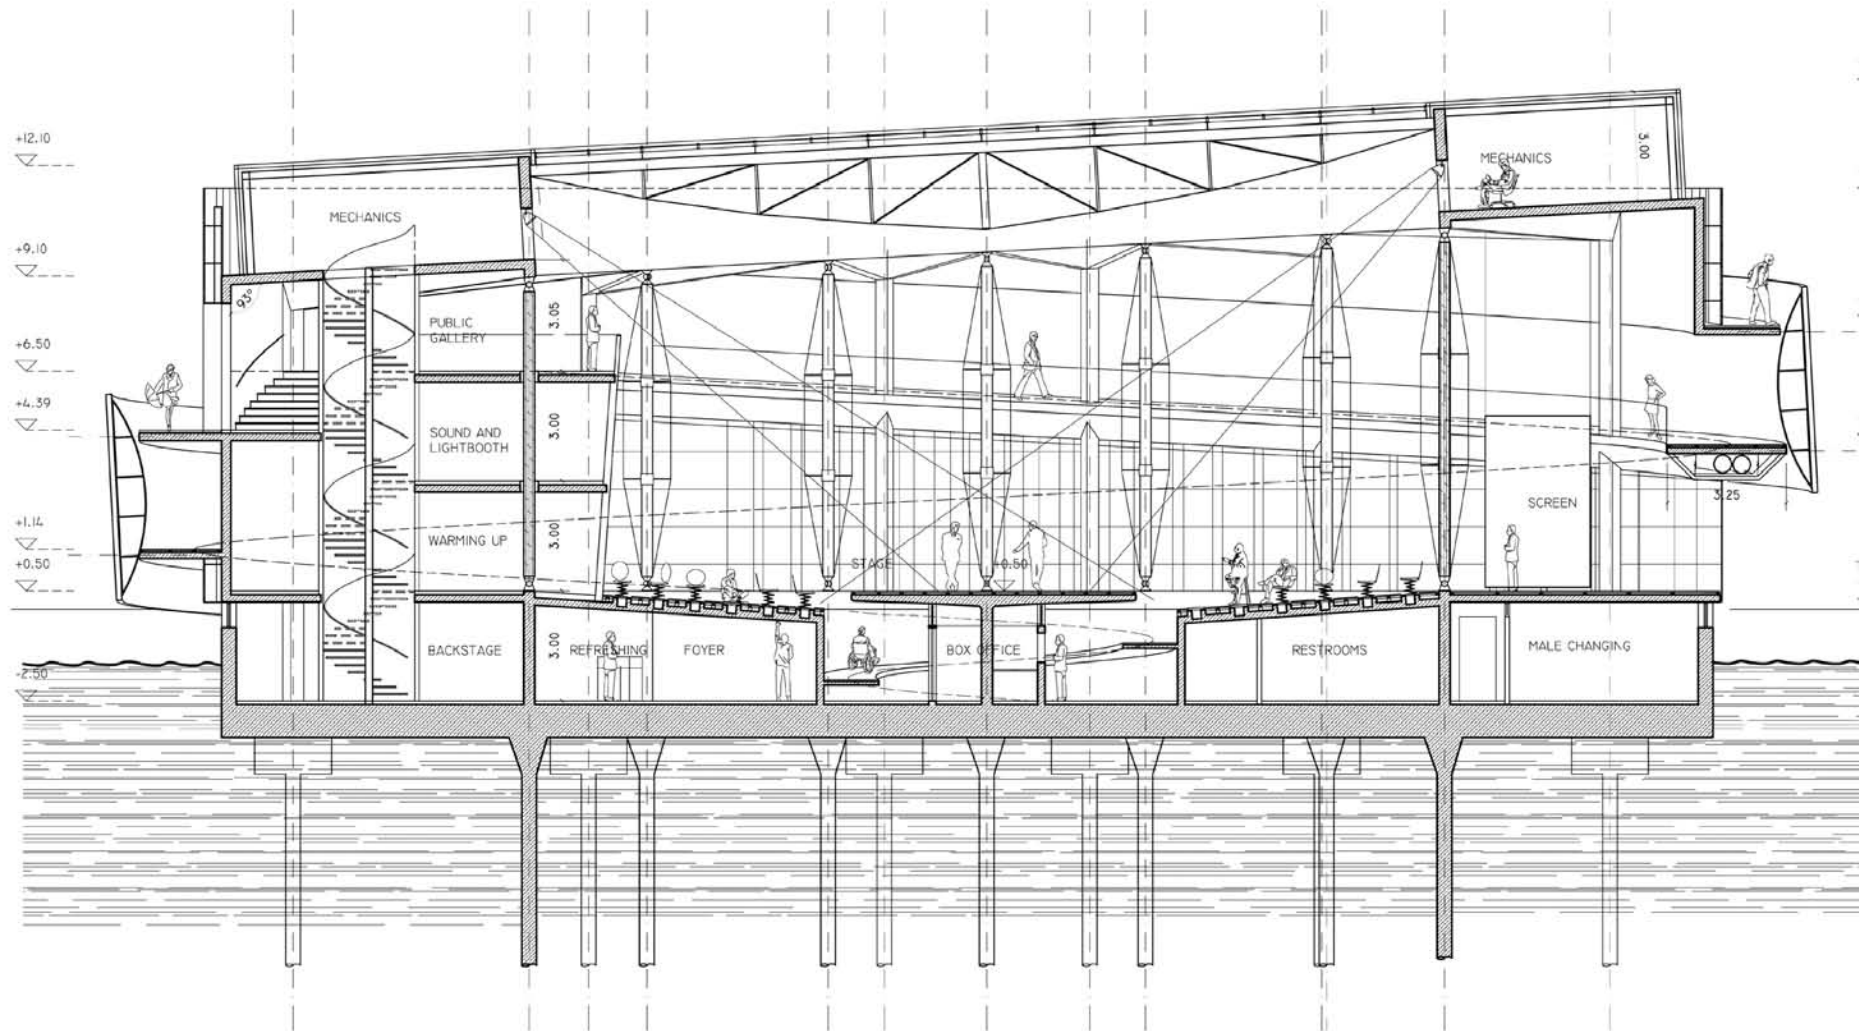 +12.10
3.00
MECHANICS
MECHANICS
+9.10
93°
3.05
PUBLIC
GALLERY
+6.50
+4.39
3.00
SOUND AND
LIGHTBOOTH
3.25
SCREEN
+1.14
3.00
WARMING UP
+0.50
STAGE
+0.50
3.00
BACKSTAGE
REFRESHING
FOYER
BOX OFFICE
RESTROOMS
MALE CHANGING
-2.50